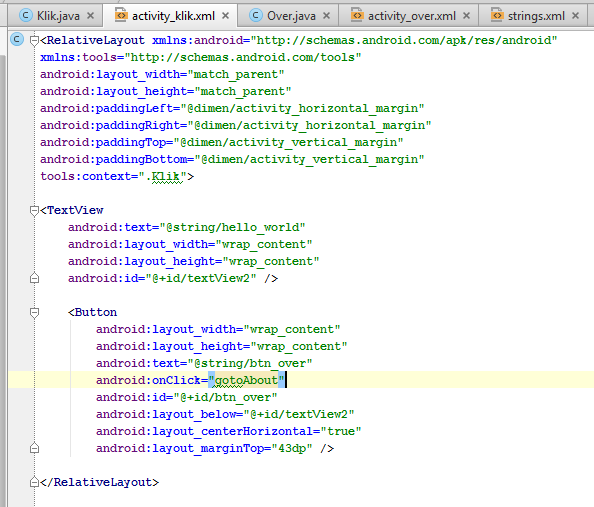 Klik.java activity_klik.xml Over.java activity_over.xml strings.xml
<RelativeLayout xmlns:android="http://schemas.android.com/apk/res/android"
xmlns:tools="http://schemas.android.com/tools"
android:layout_width="match_parent"
android:layout_height="match_parent"
android:paddingLeft="@dimen/activity_horizontal_margin"
android:paddingRight="@dimen/activity_horizontal_margin"
android:paddingTop="@dimen/activity_vertical_margin"
android:paddingBottom="@dimen/activity_vertical_margin"
tools:context=".Klik">
<TextView
android:text="@string/hello_world"
android:layout_width="wrap_content"
android:layout_height="wrap_content"
android:id="@+id/textView2" />
<Button
android:layout_width="wrap_content"
android:layout_height="wrap_content"
android:text="@string/btn_over"
android:onClick="gotoAbout"
android:id="@+id/btn_over"
android:layout_below="@+id/textView2"
android:layout_centerHorizontal="true"
android:layout_marginTop="43dp" />
</RelativeLayout>